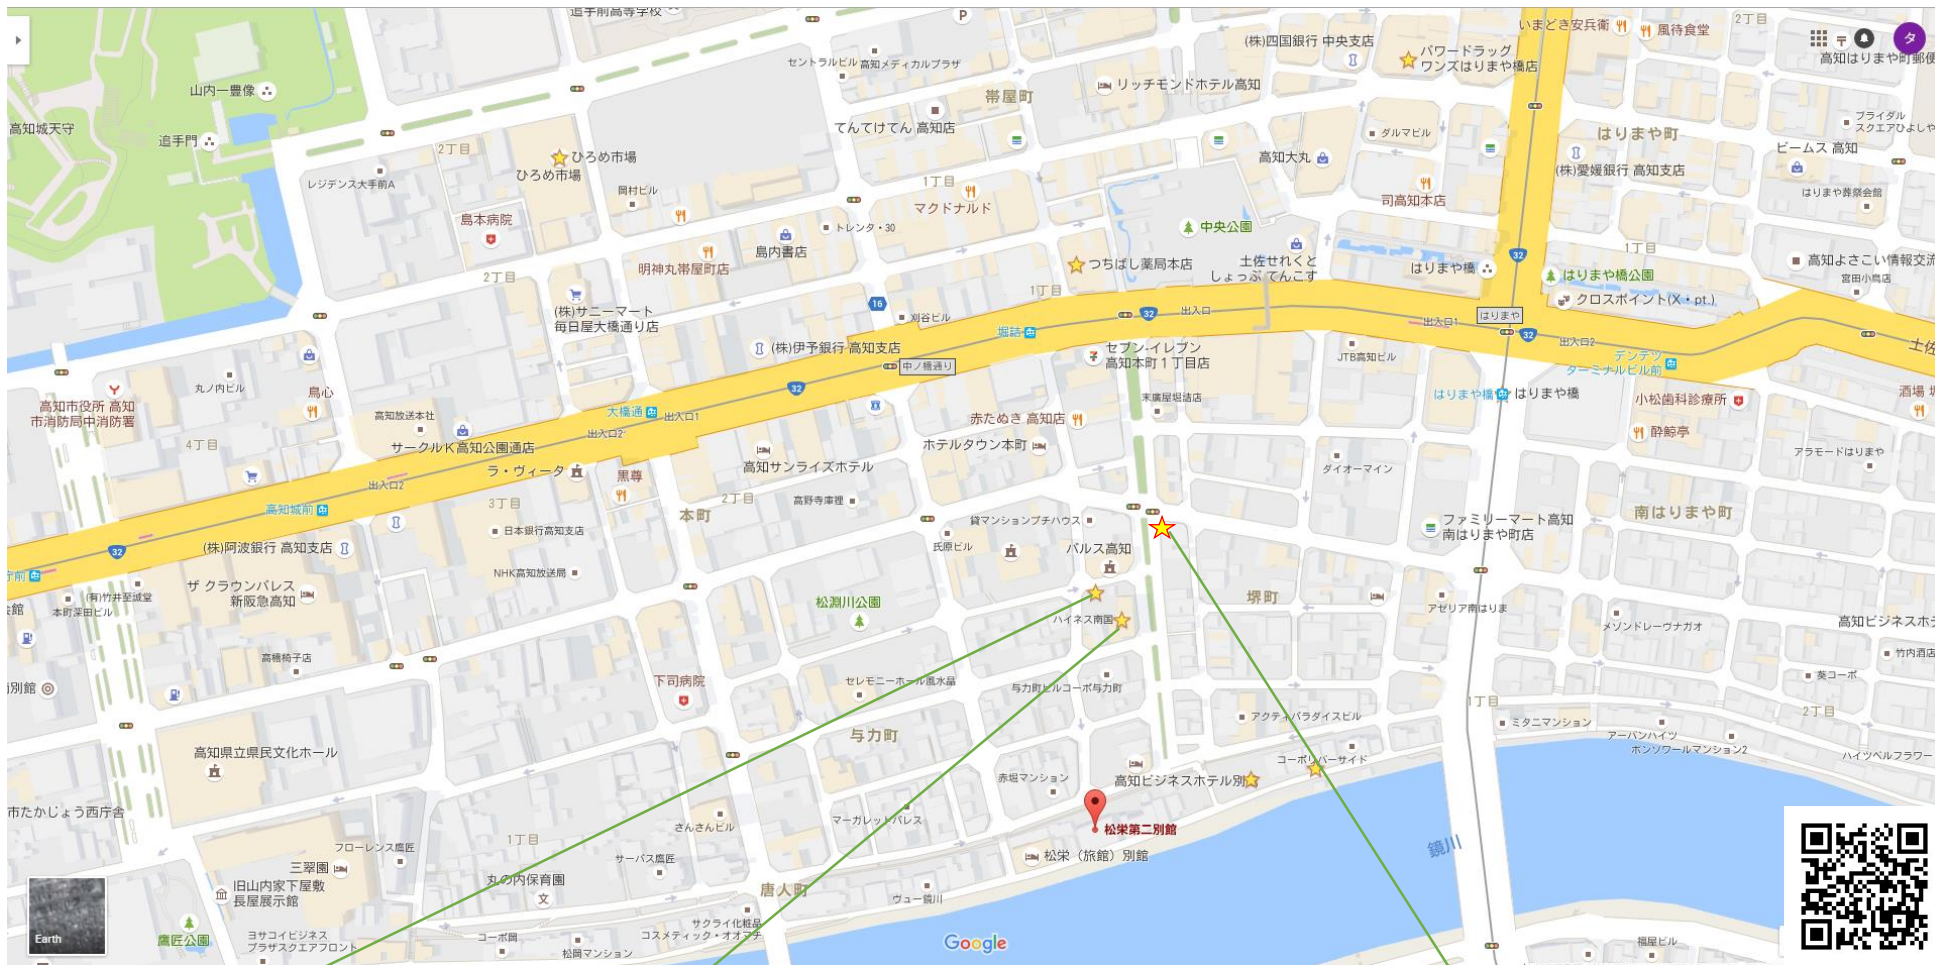 追手前高等学校
P
いまどき安兵衛
風待食堂
2丁目
(株)四国銀行 中央支店
パワードラッグ
ワンズはりまや橋店
タ
高知はりまや町郵便
セントラルビル
高知メディカルプラザ
リッチモンドホテル高知
帯屋町
山内一豊像
高知城天守
追手門
てんてけてん 高知店
ダルマビル
はりまや町
ブライダル
スクエアひよしや
ビームス 高知
2丁目
ひろめ市場
ひろめ市場
レジデンス大手前A
岡村ビル
1丁目
マクドナルド
高知大丸
(株)愛媛銀行 高知支店
はりまや葬祭会館
司高知本店
島本病院
トレンタ・30
中央公園
島内書店
明神丸帯屋町店
つちばし薬局本店
土佐せれくと
しょっぷてんこす
はりまや橋
32
1丁目
はりまや橋公園
高知よさこい情報交流
宮田小鳥店
2丁目
(株)サニーマート
毎日屋大橋通り店
16
1丁目
クロスポイント(X・pt.)
刈谷ビル
堀詰
32
出入口
出入口1
はりまや
32
出入口2
(株)伊予銀行 高知支店
中ノ橋通り
セブン-イレブン
高知本町1丁目店
JTB高知ビル
デンテツ
ターミナルビル前
土佐
丸ノ内ビル
鳥心
32
高知市役所 高知
市消防局中消防署
高知放送本社
大橋通
出入口1
末廣屋堀詰店
はりまや橋
はりまや橋
小松歯科診療所
酒場 坂
赤たぬき 高知店
出入口2
4丁目
サークルK高知公園通店
ホテルタウン本町
酔鯨亭
アラモードはりまや
ラ・ヴィータ
黒尊
高知サンライズホテル
ダイオーマイン
出入口2
高知城前
3丁目
2丁目
高野寺庫裡
本町
貸マンションプチハウス
ファミリーマート高知
南はりまや町店
南はりまや町
日本銀行高知支店
32
(株)阿波銀行 高知支店
氏原ビル
パルス高知
庁前
NHK高知放送局
ザ クラウンパレス
新阪急高知
(有)竹井至誠堂
本町深田ビル
会館
松淵川公園
堺町
アゼリア南はりま
ハイネス南国
メゾンドレーヴナガオ
高知ビジネスホテ
竹内酒店
高橋椅子店
下司病院
セレモニーホール風水晶
与力町ビルコーポ与力町
葵コーポ
別館
1丁目
2丁目
アクティパラダイスビル
ミタニマンション
アーバンハイツ
ボンソワールマンション2
与力町
高知県立県民文化ホール
コーポリバーサイド
ハイツベルフラワー
赤堀マンション
高知ビジネスホテル別
市たかじょう西庁舎
さんさんビル
マーガレットパレス
松栄第二別館
1丁目
フローレンス鷹匠
鏡川
サーパス鷹匠
松栄（旅館）別館
三翠園
旧山内家下屋敷
長屋展示館
丸の内保育園
唐人町
ヴュー鏡川
Earth
鷹匠公園
ヨサコイビジネス
プラザスクエアフロント
コーポ岡
サクライ化粧品
コスメティック・オオマチ
松岡マンション
Google
福屋ビル